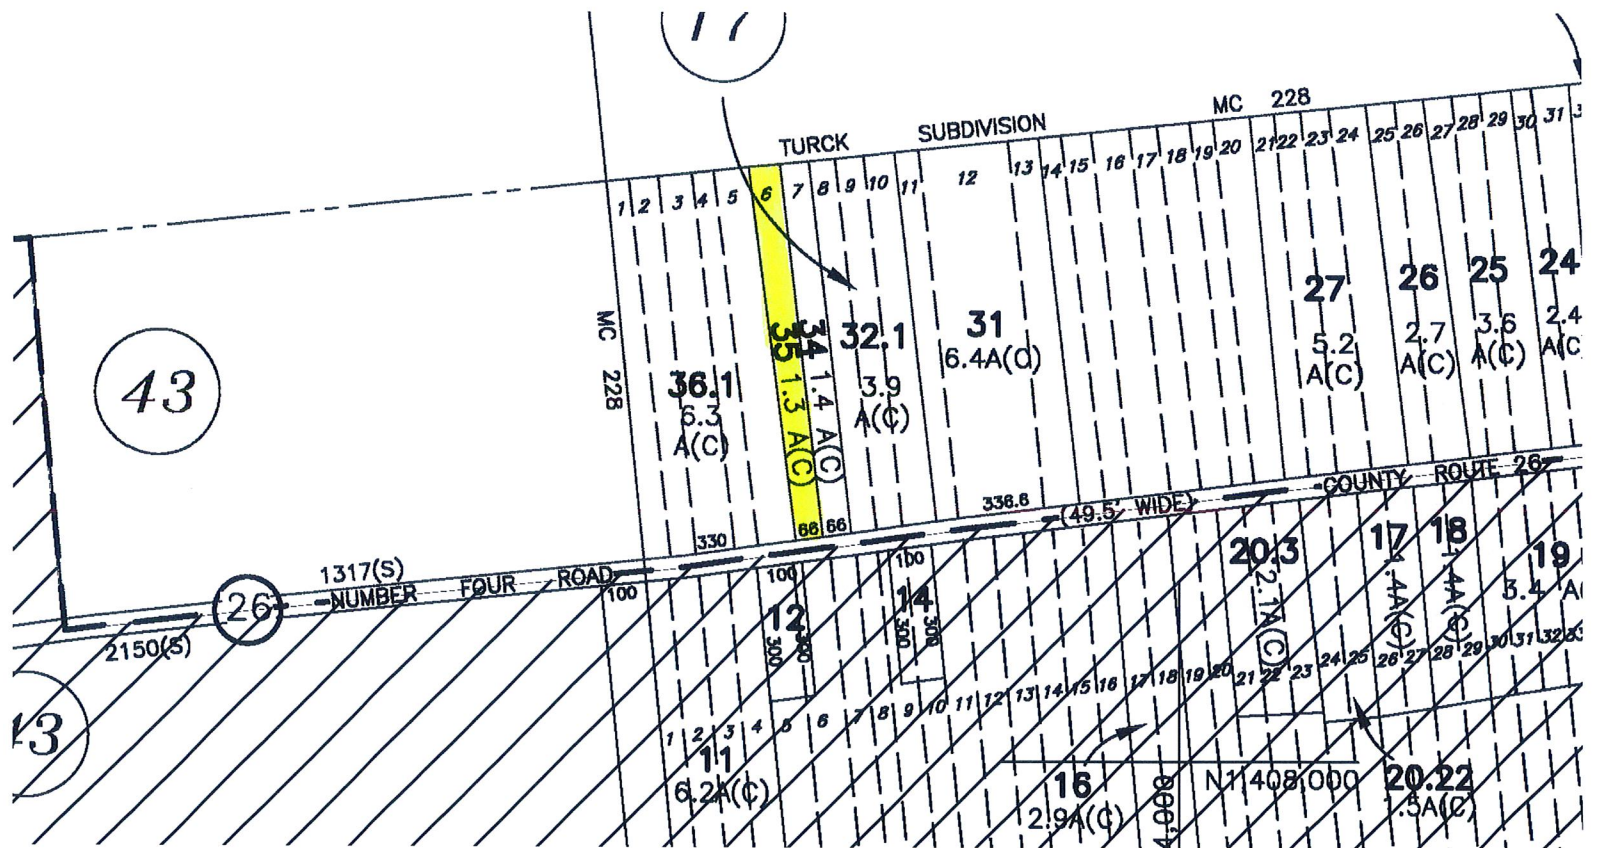 17
TURCK SUBDIVISION MC 228
1 2 3 4 5 6 7 8 9 10 11 12 13 14 15 16 17 18 19 20 21 22 23 24 25 26 27 28 29 30 31
MC 228
43
36.1
6.3
A(C)
35 1.3 A(C)
34 1.4 A(C)
32.1
3.9
A(C)
31
6.4A(C)
27
5.2
A(C)
26
2.7
A(C)
25
3.6
A(C)
24
2.4
A(C
330
66
66
336.6
(49.5' WIDE)
COUNTY ROUTE 26
1317(S)
NUMBER FOUR ROAD
26
2150(S)
100
100
100
12
300
300
14
300
300
20.3
2.1A(C)
17
1.4A(C)
18
1.4A(C)
19
3.4 A(
43
1 2 3 4 5 6 7 8 9 10 11 12 13 14 15 16 17 18 19 20 21 22 23 24 25 26 27 28 29 30 31 32 33
11
6.2A(C)
16
2.9A(C)
N1,408,000
20.22